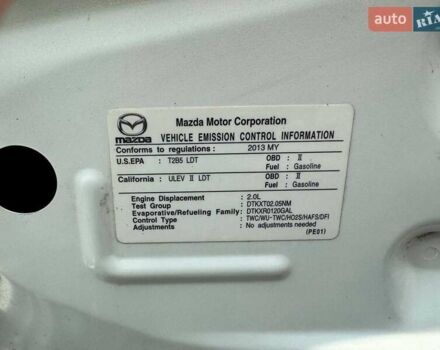 auto RIA
mazda
Mazda Motor Corporation
VEHICLE EMISSION CONTROL INFORMATION
Conforms to regulations : 2013 MY
U.S.EPA : T2B5 LDT OBD : II
Fuel : Gasoline
California : ULEV II LDT OBD : II
Fuel : Gasoline
Engine Displacement : 2.0L
Test Group : DTKXT02.05NM
Evaporative/Refueling Family: DTKXR0120GAL
Control Type : TWC/WU-TWC/HO2S/HAFS/DFI
Adjustments : No adjustments needed
(PE01)